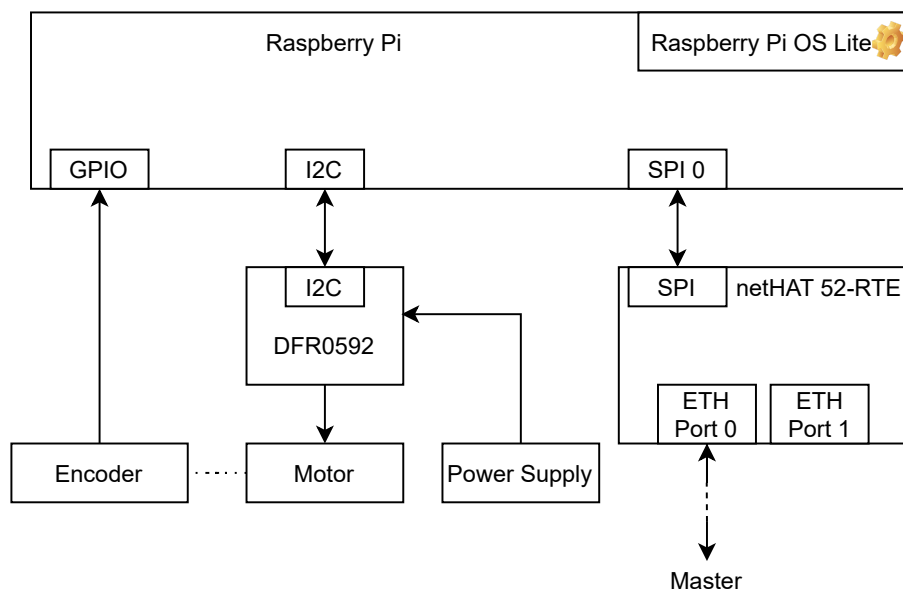 Raspberry Pi
Raspberry Pi OS Lite
GPIO
I2C
SPI 0
I2C
DFR0592
SPI
netHAT 52-RTE
ETH
Port 0
ETH
Port 1
Encoder
Motor
Power Supply
Master